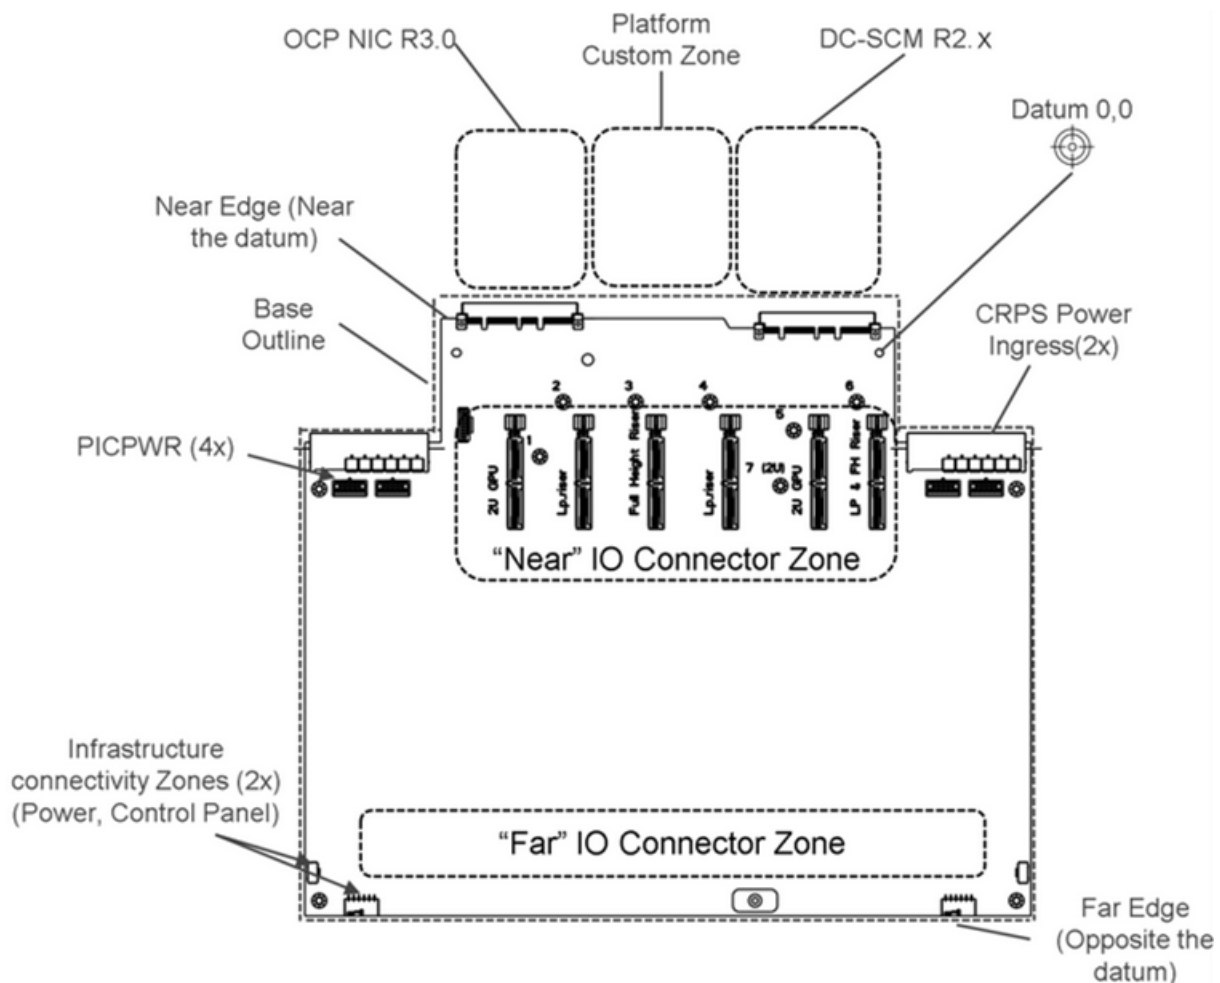 OCP NIC R3.0
Platform
Custom Zone
DC-SCM R2. x
Datum 0,0
Near Edge (Near
the datum)
Base
Outline
CRPS Power
Ingress(2x)
PICPWR (4x)
2
3
4
6
5
1
7 (2U)
2U GPU
Lp.riser
Full Height Riser
Lp.riser
2U GPU
LP & FH Riser
“Near” IO Connector Zone
Infrastructure
connectivity Zones (2x)
(Power, Control Panel)
“Far” IO Connector Zone
Far Edge
(Opposite the
datum)